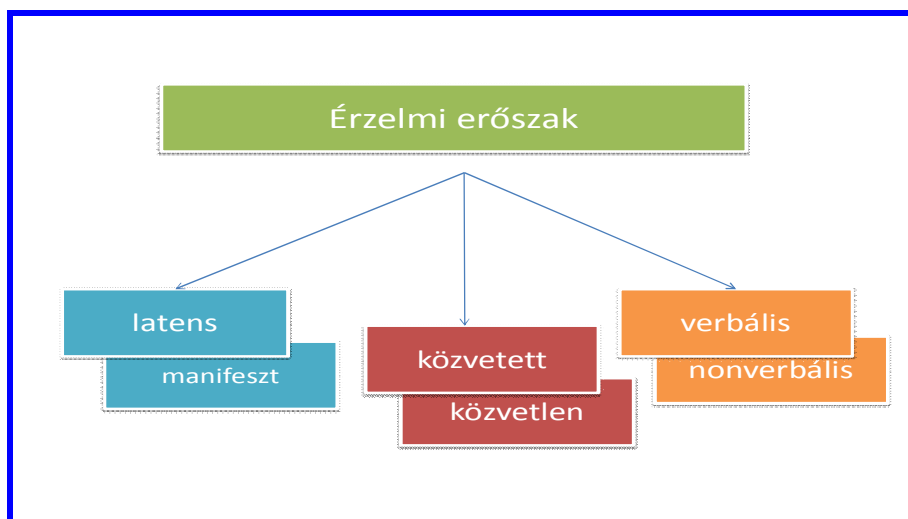 Érzelmi erőszak
latens
manifeszt
közvetett
közvetlen
verbális
nonverbális